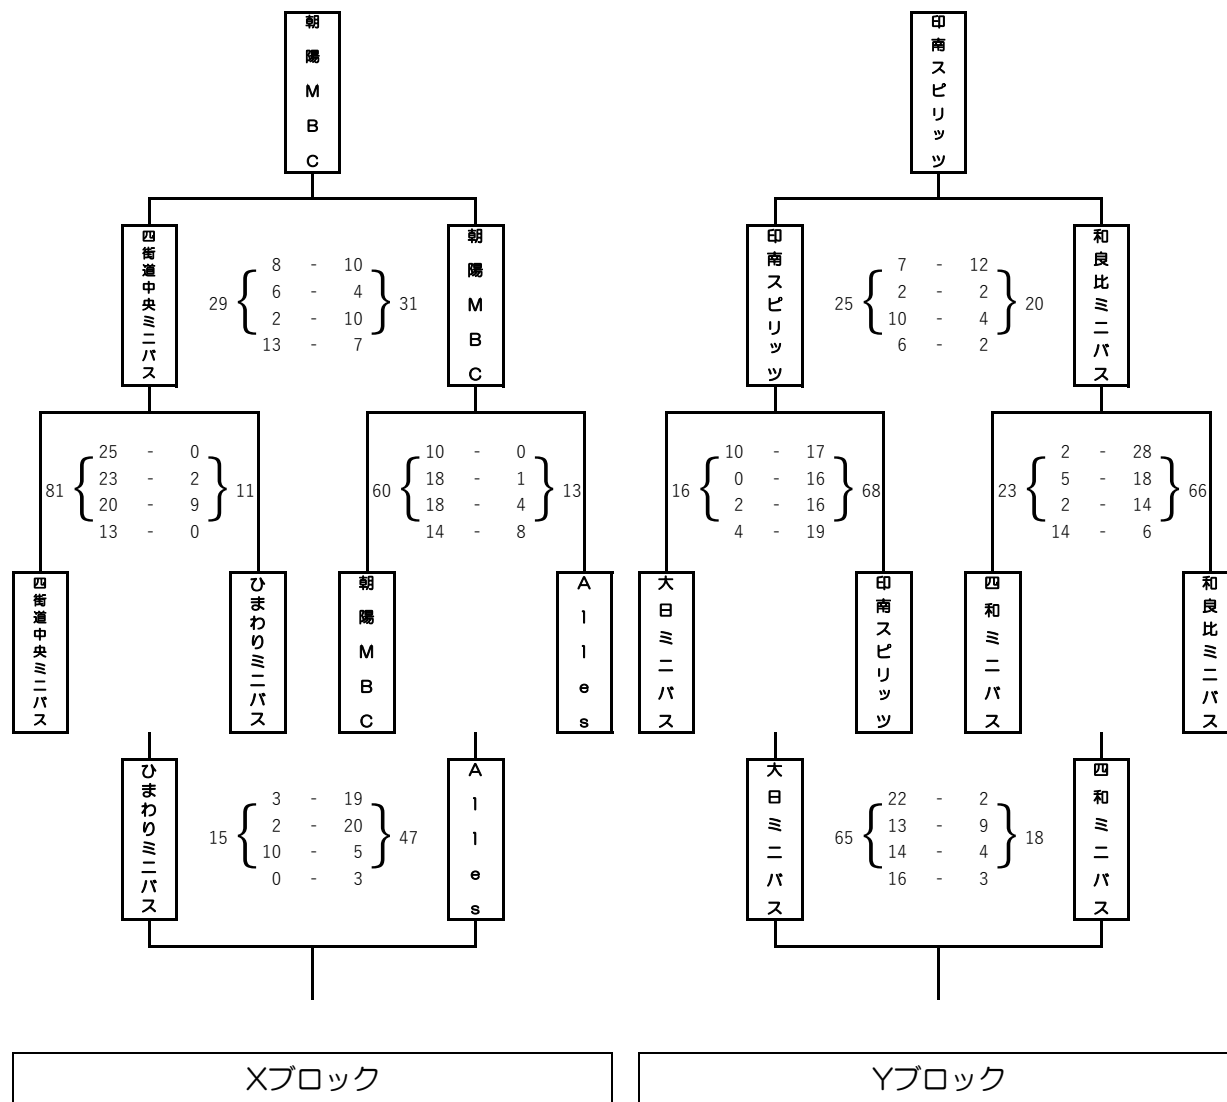 朝陽MBC
印南スピリッツ
四街道中央ミニバス
朝陽MBC
印南スピリッツ
和良比ミニバス
8 - 10
6 - 4
2 - 10
13 - 7
29
31
7 - 12
2 - 2
10 - 4
6 - 2
25
20
25 - 0
23 - 2
20 - 9
13 - 0
81
11
10 - 0
18 - 1
18 - 4
14 - 8
60
13
10 - 17
0 - 16
2 - 16
4 - 19
16
68
2 - 28
5 - 18
2 - 14
14 - 6
23
66
四街道中央ミニバス
ひまわりミニバス
朝陽MBC
Alles
大日ミニバス
印南スピリッツ
四和ミニバス
和良比ミニバス
ひまわりミニバス
Alles
大日ミニバス
四和ミニバス
3 - 19
2 - 20
10 - 5
0 - 3
15
47
22 - 2
13 - 9
14 - 4
16 - 3
65
18
Xブロック
Yブロック